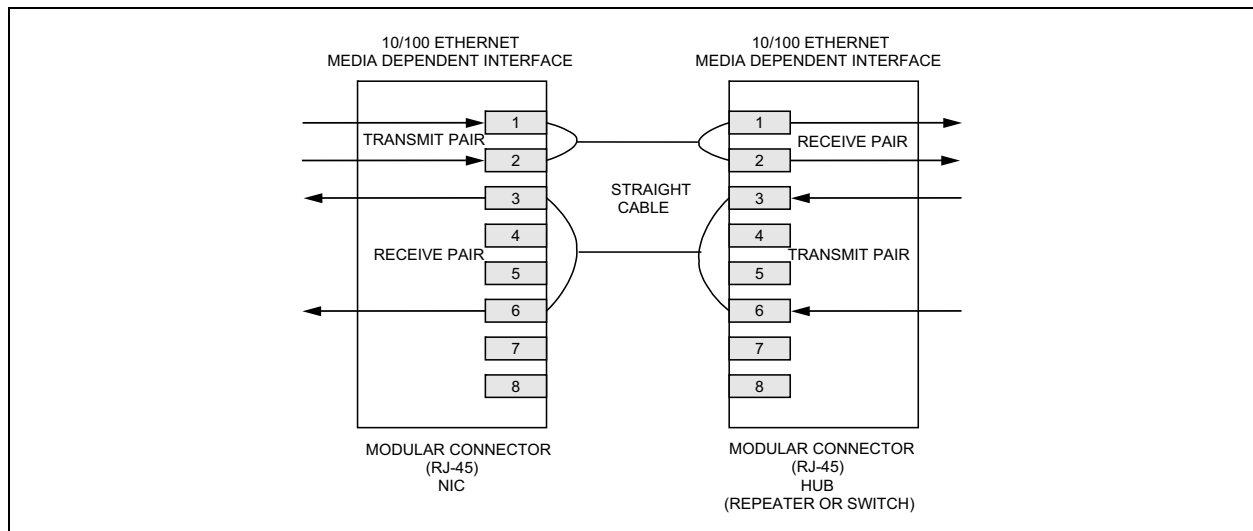 10/100 ETHERNET
MEDIA DEPENDENT INTERFACE
10/100 ETHERNET
MEDIA DEPENDENT INTERFACE
1
TRANSMIT PAIR
2
3
4
RECEIVE PAIR
5
6
7
8
STRAIGHT
CABLE
1
RECEIVE PAIR
2
3
4
TRANSMIT PAIR
5
6
7
8
MODULAR CONNECTOR
(RJ-45)
NIC
MODULAR CONNECTOR
(RJ-45)
HUB
(REPEATER OR SWITCH)